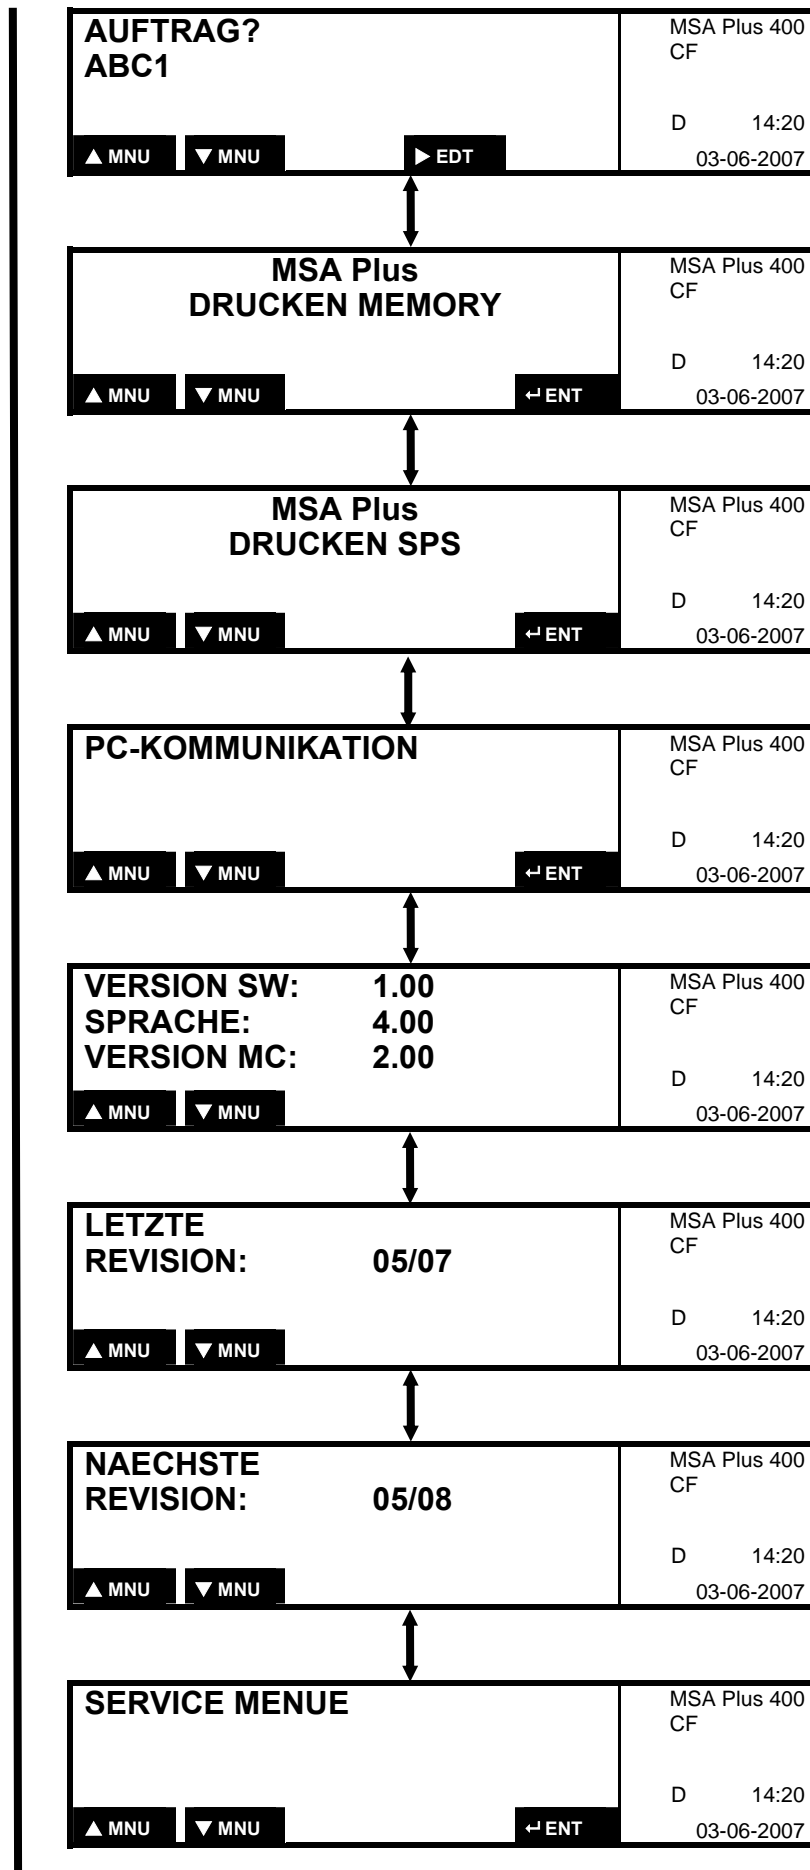 AUFTRAG?
ABC1
▲ MNU ▼ MNU ▶ EDT
MSA Plus 400
CF
D 14:20
03-06-2007
MSA Plus
DRUCKEN MEMORY
▲ MNU ▼ MNU ↵ ENT
MSA Plus 400
CF
D 14:20
03-06-2007
MSA Plus
DRUCKEN SPS
▲ MNU ▼ MNU ↵ ENT
MSA Plus 400
CF
D 14:20
03-06-2007
PC-KOMMUNIKATION
▲ MNU ▼ MNU ↵ ENT
MSA Plus 400
CF
D 14:20
03-06-2007
VERSION SW: 1.00
SPRACHE: 4.00
VERSION MC: 2.00
▲ MNU ▼ MNU
MSA Plus 400
CF
D 14:20
03-06-2007
LETZTE
REVISION: 05/07
▲ MNU ▼ MNU
MSA Plus 400
CF
D 14:20
03-06-2007
NAECHSTE
REVISION: 05/08
▲ MNU ▼ MNU
MSA Plus 400
CF
D 14:20
03-06-2007
SERVICE MENUE
▲ MNU ▼ MNU ↵ ENT
MSA Plus 400
CF
D 14:20
03-06-2007